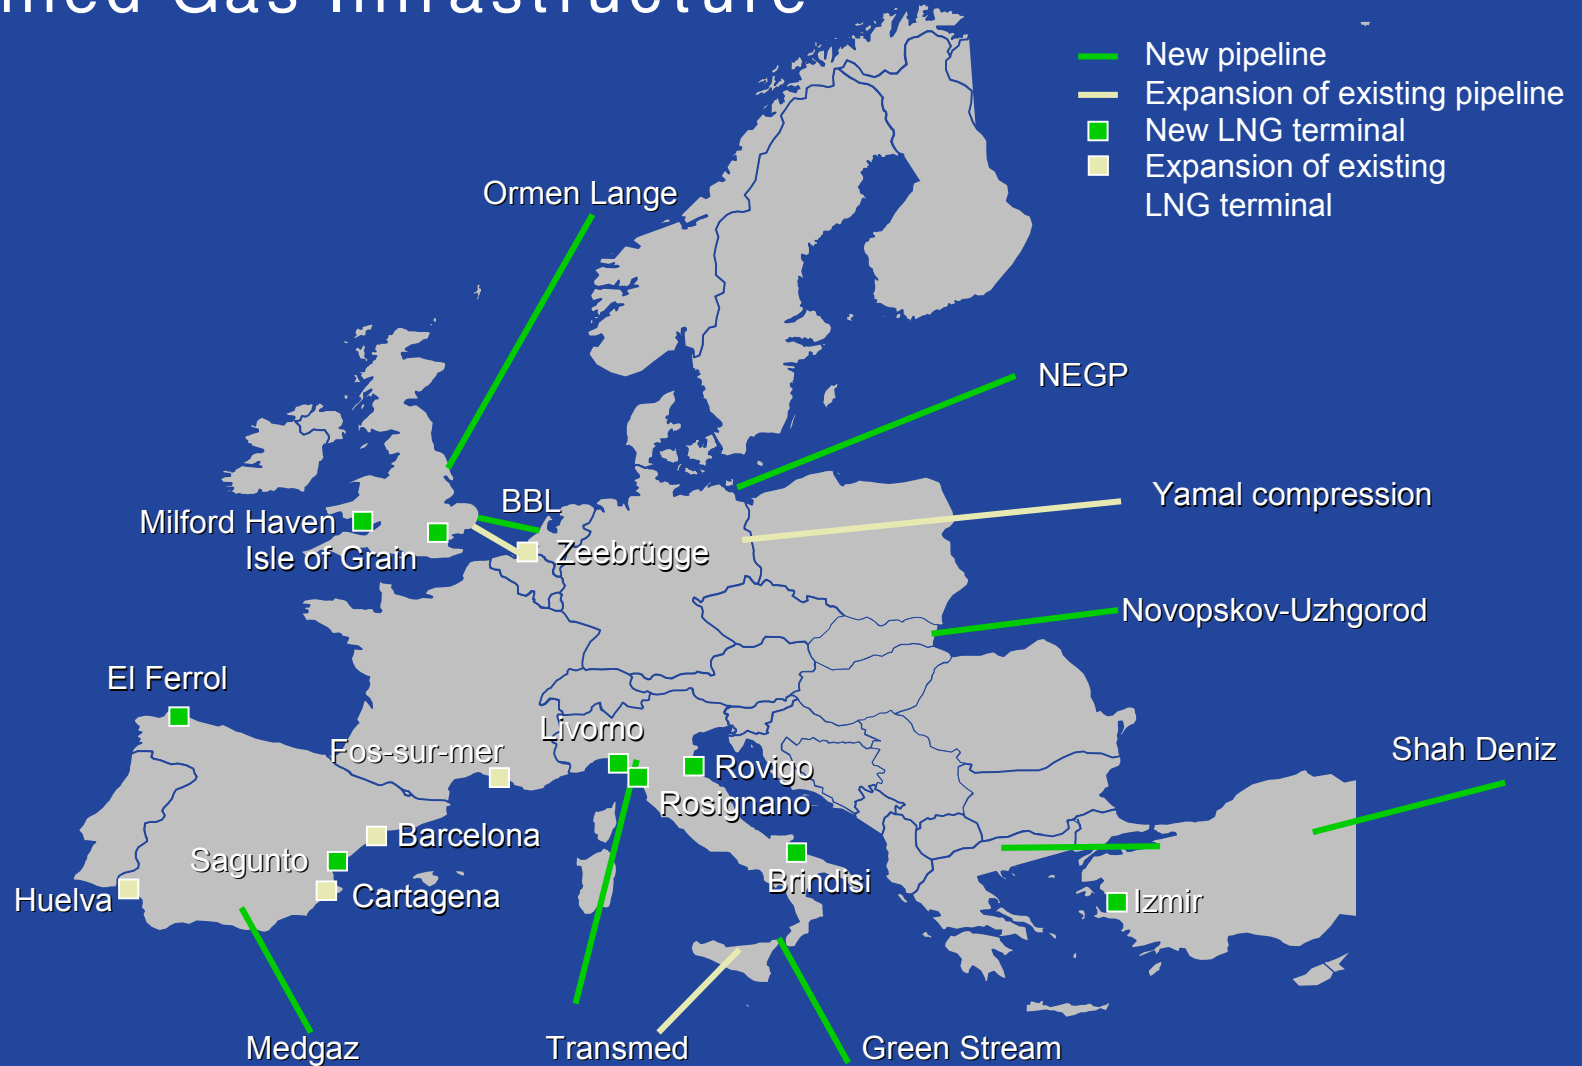 Gas Infrastructure
New pipeline
Expansion of existing pipeline
New LNG terminal
Expansion of existing
LNG terminal
Ormen Lange
NEGP
BBL
Yamal compression
Milford Haven
Isle of Grain
Zeebrügge
Novopskov-Uzhgorod
El Ferrol
Livorno
Fos-sur-mer
Shah Deniz
Rovigo
Rosignano
Barcelona
Sagunto
Brindisi
Huelva
Cartagena
Izmir
Medgaz
Transmed
Green Stream